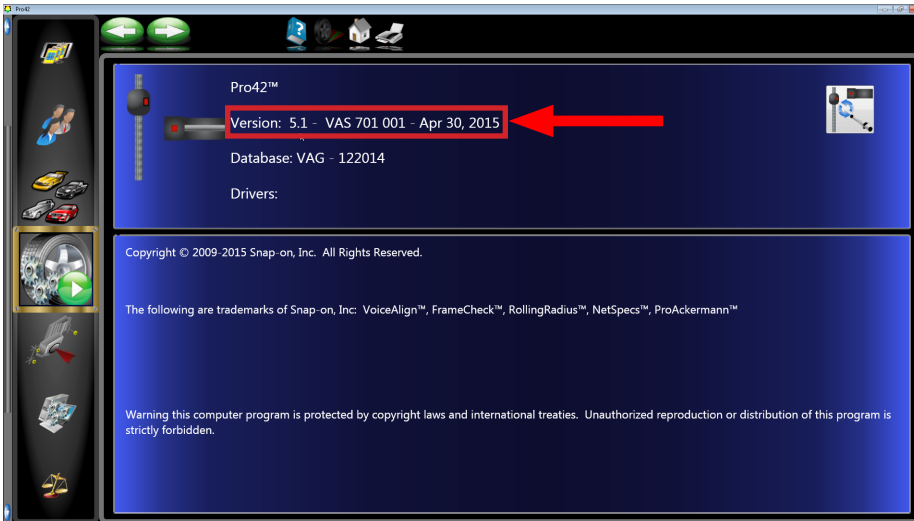 Pro42
Pro42™
Version: 5.1 - VAS 701 001 - Apr 30, 2015
Database: VAG - 122014
Drivers:
Copyright © 2009-2015 Snap-on, Inc. All Rights Reserved.
The following are trademarks of Snap-on, Inc: VoiceAlign™, FrameCheck™, RollingRadius™, NetSpecs™, ProAckermann™
Warning this computer program is protected by copyright laws and international treaties. Unauthorized reproduction or distribution of this program is
strictly forbidden.